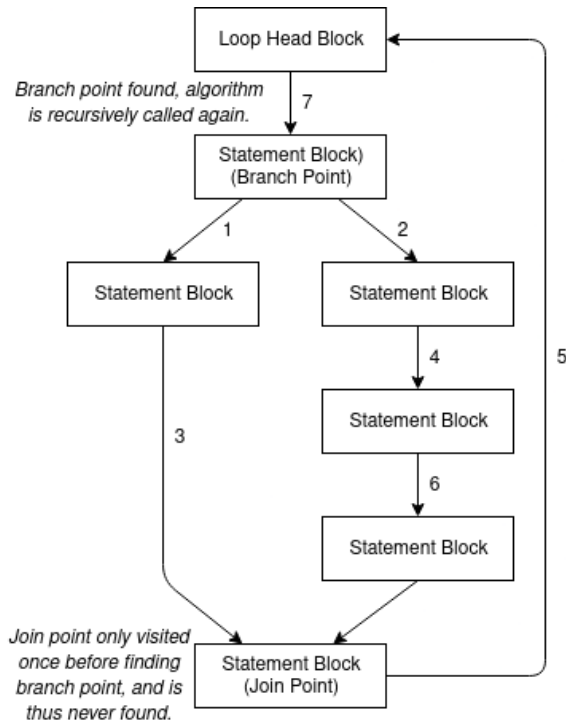 Loop Head Block
Branch point found, algorithm
is recursively called again.
7
Statement Block)
(Branch Point)
1
2
Statement Block
Statement Block
4
5
Statement Block
3
6
Statement Block
Join point only visited
once before finding
branch point, and is
thus never found.
Statement Block
(Join Point)